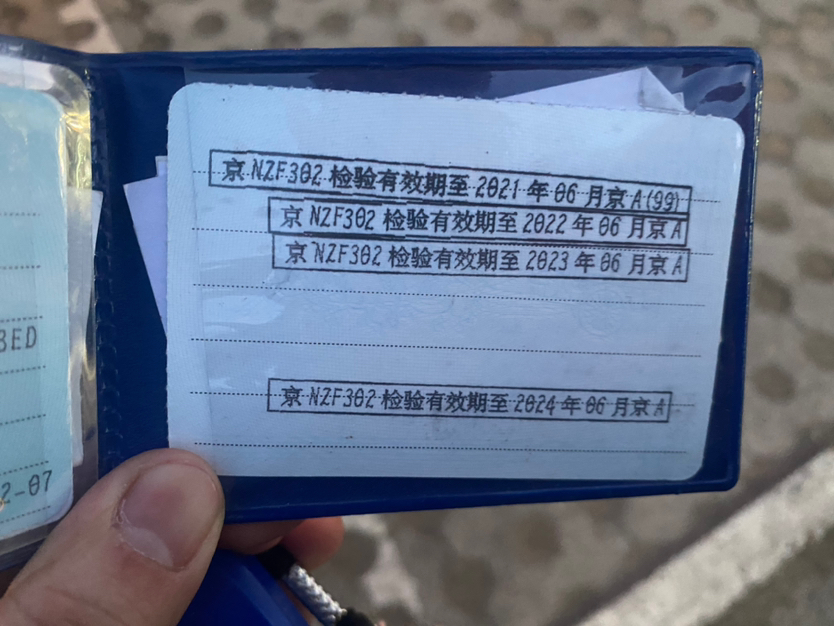 京 NZF302 检验有效期至 2021 年 06 月京 A(99)
京 NZF302 检验有效期至 2022 年 06 月京 A
京 NZF302 检验有效期至 2023 年 06 月京 A
BED
京 NZF302 检验有效期至 2024 年 06 月京 A
2-07